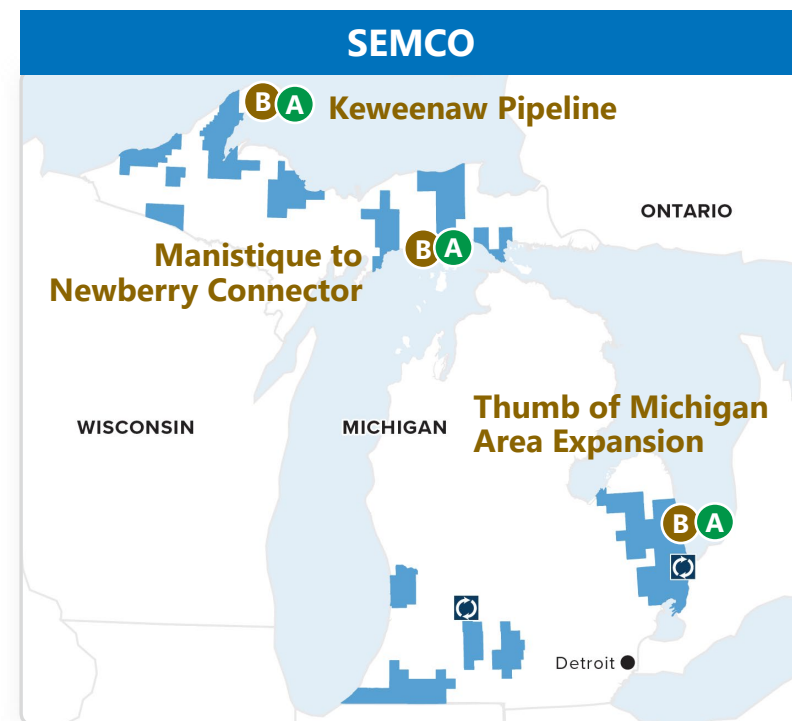 SEMCO
B A Keweenaw Pipeline
ONTARIO
Manistique to
Newberry Connector
B A
WISCONSIN
MICHIGAN
Thumb of Michigan
Area Expansion
B A
Detroit